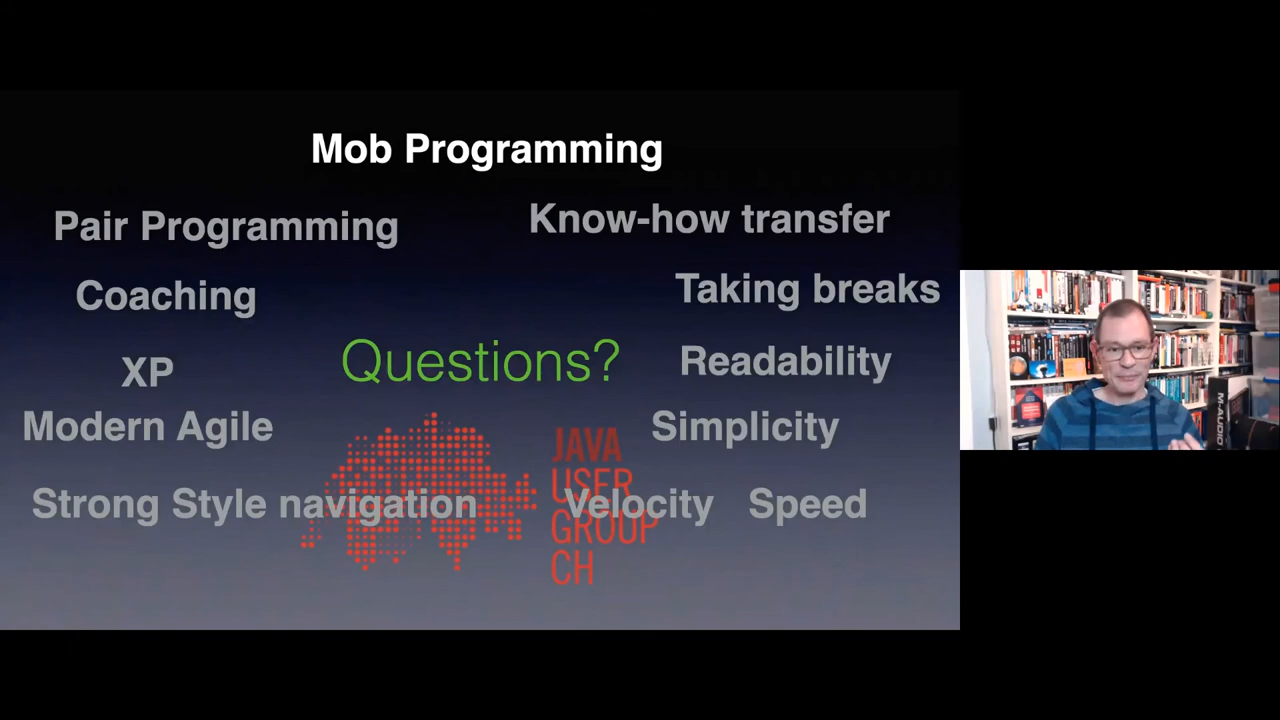 Mob Programming
Pair Programming
Know-how transfer
Coaching
Taking breaks
XP
Questions?
Readability
Modern Agile
Simplicity
JAVA
USER
GROUP
CH
Strong Style navigation
Velocity
Speed
M-AUDIO